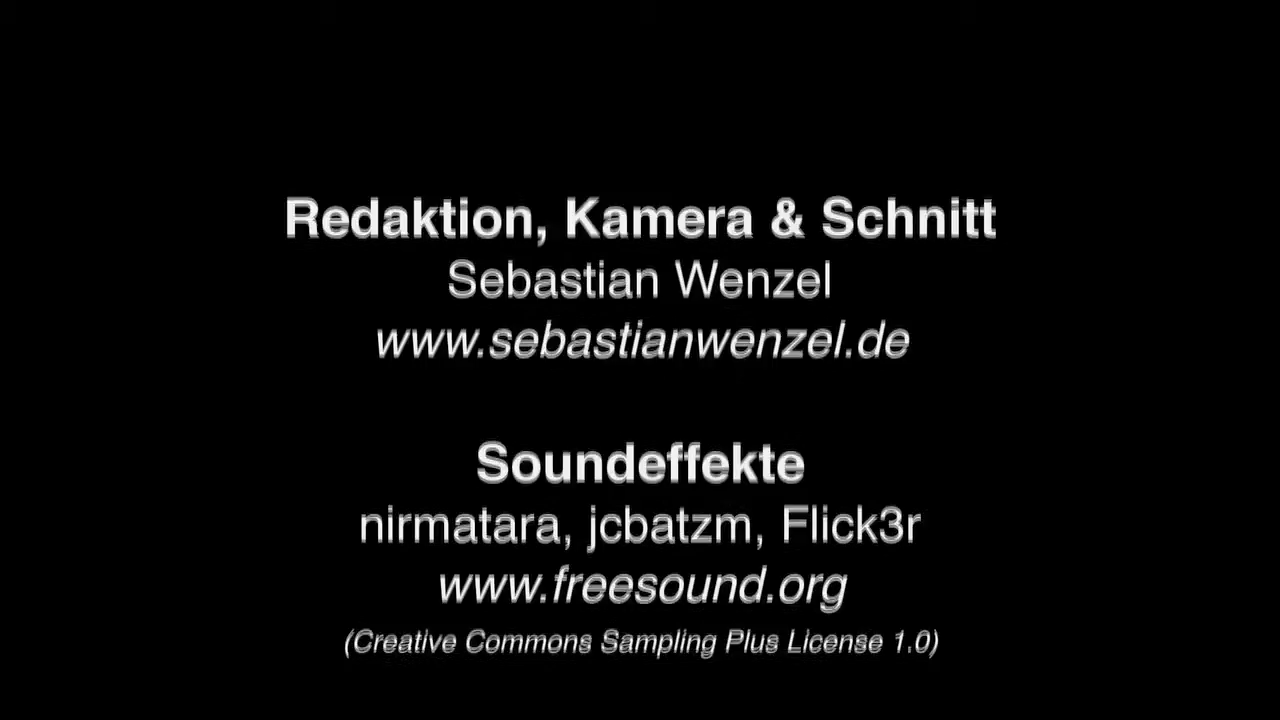 Redaktion, Kamera & Schnitt
Sebastian Wenzel
www.sebastianwenzel.de
Soundeffekte
nirmatara, jcbatzm, Flick3r
www.freesound.org
(Creative Commons Sampling Plus License 1.0)